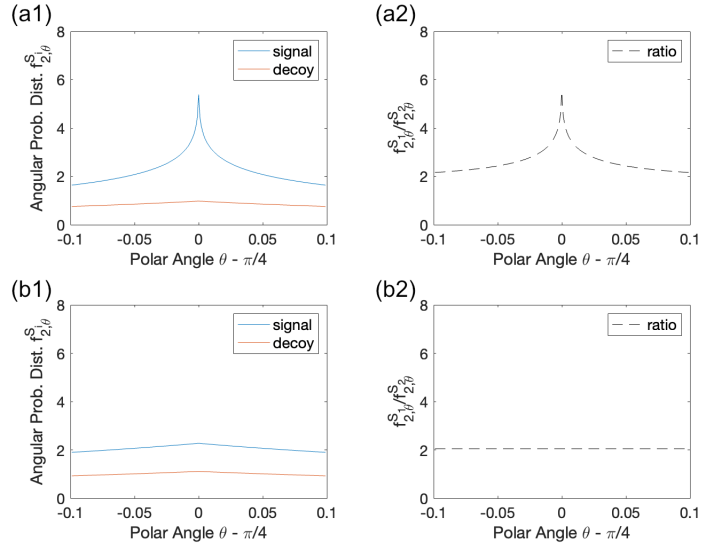 (a1)
Angular Prob. Dist. f^{S_i}_{2,θ}
8
6
4
2
0
-0.1
-0.05
0
0.05
0.1
Polar Angle θ - π/4
signal
decoy
(a2)
f^{S_1}_{2,θ}/f^{S_2}_{2,θ}
8
6
4
2
0
-0.1
-0.05
0
0.05
0.1
Polar Angle θ - π/4
ratio
(b1)
Angular Prob. Dist. f^{S_i}_{2,θ}
8
6
4
2
0
-0.1
-0.05
0
0.05
0.1
Polar Angle θ - π/4
signal
decoy
(b2)
f^{S_1}_{2,θ}/f^{S_2}_{2,θ}
8
6
4
2
0
-0.1
-0.05
0
0.05
0.1
Polar Angle θ - π/4
ratio